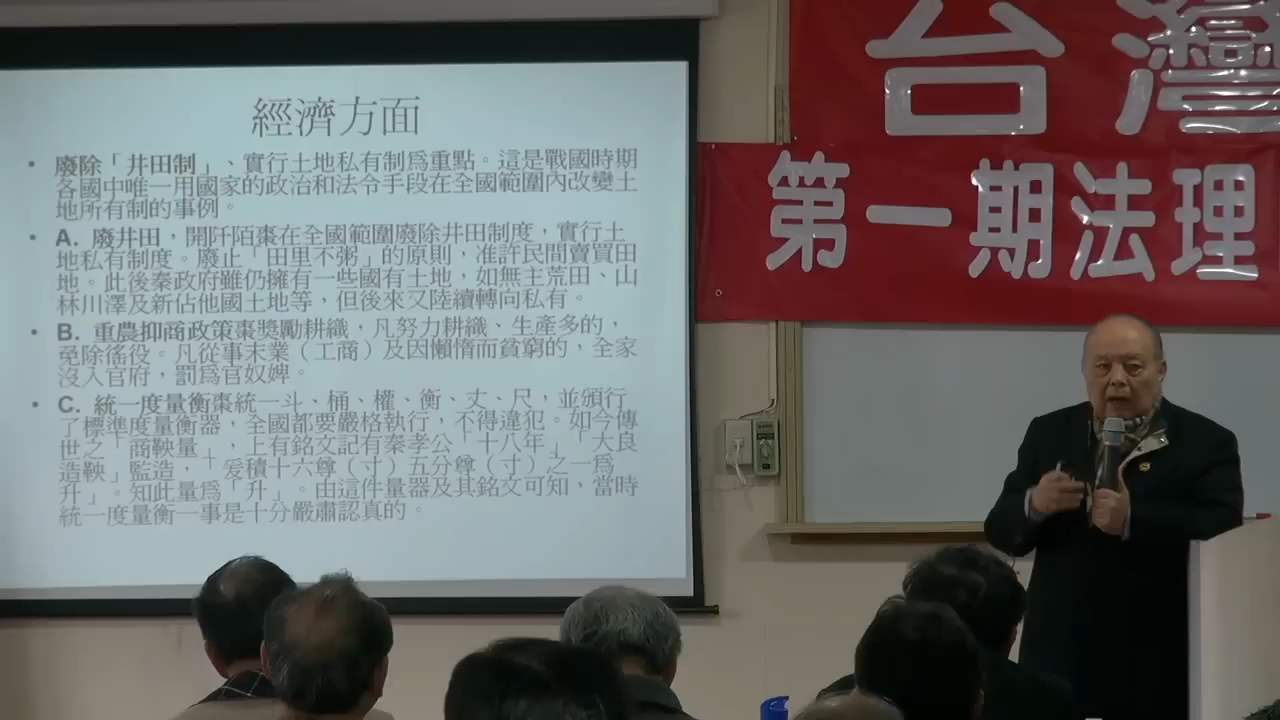 經濟方面
• 廢除「井田制」、實行土地私有制爲重點。這是戰國時期
各國中唯一用國家的政治和法令手段在全國範圍內改變土
地所有制的事例。
• A. 廢井田，開阡陌棗在全國範圍廢除井田制度，實行土
地私有制度。廢止「田里不粥」的原則，准許民間賣買田
地。此後秦政府雖仍擁有一些國有土地，如無主荒田、山
林川澤及新佔他國土地等，但後來又陸續轉向私有。
• B. 重農抑商政策棗獎勵耕織，凡努力耕織、生產多的，
免除徭役。凡從事末業（工商）及因懶惰而貧窮的，全家
沒入官府，罰爲官奴婢。
• C. 統一度量衡棗統一斗、桶、權、衡、丈、尺，並頒行
了標準度量衡器，全國都要嚴格執行，不得違犯。如今傳
世之「商鞅量」，上有銘文記有秦孝公「十八年」「大良
造鞅」監造，「爰積十六尊（寸）五分尊（寸）之一爲
升」。知此量爲「升」。由這件量器及其銘文可知，當時
統一度量衡一事是十分嚴肅認真的。
台灣
第一期法理